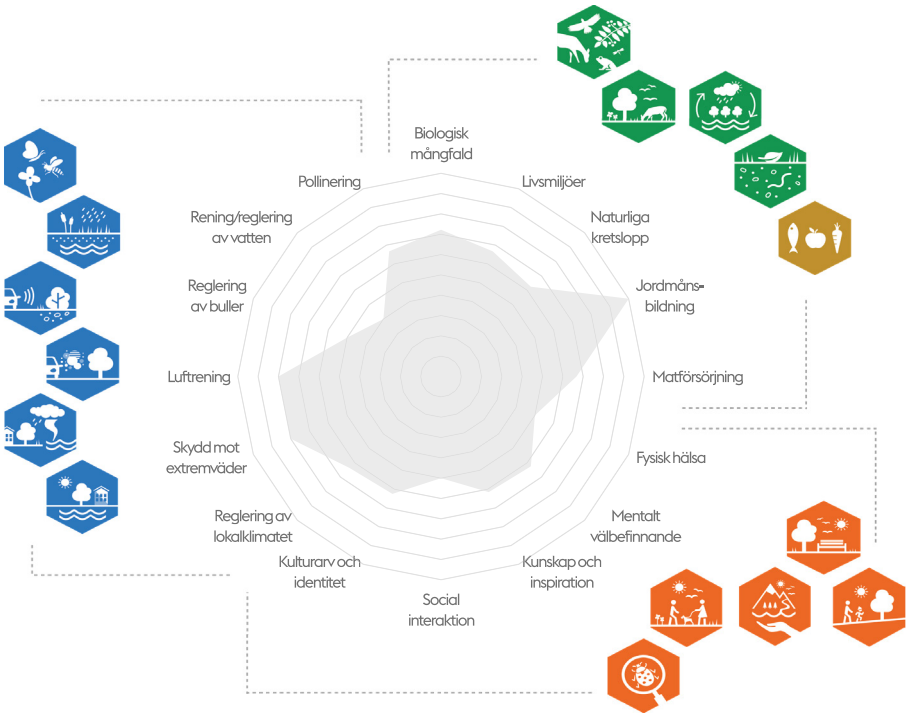 Biologisk
mångfald
Pollinering
Livsmiljöer
Rening/reglering
av vatten
Naturliga
kretslopp
Reglering
av buller
Jordmåns-
bildning
Luftrening
Matförsörjning
Skydd mot
extremväder
Fysisk hälsa
Reglering av
lokalklimatet
Mentalt
välbefinnande
Kulturarv och
identitet
Kunskap och
inspiration
Social
interaktion